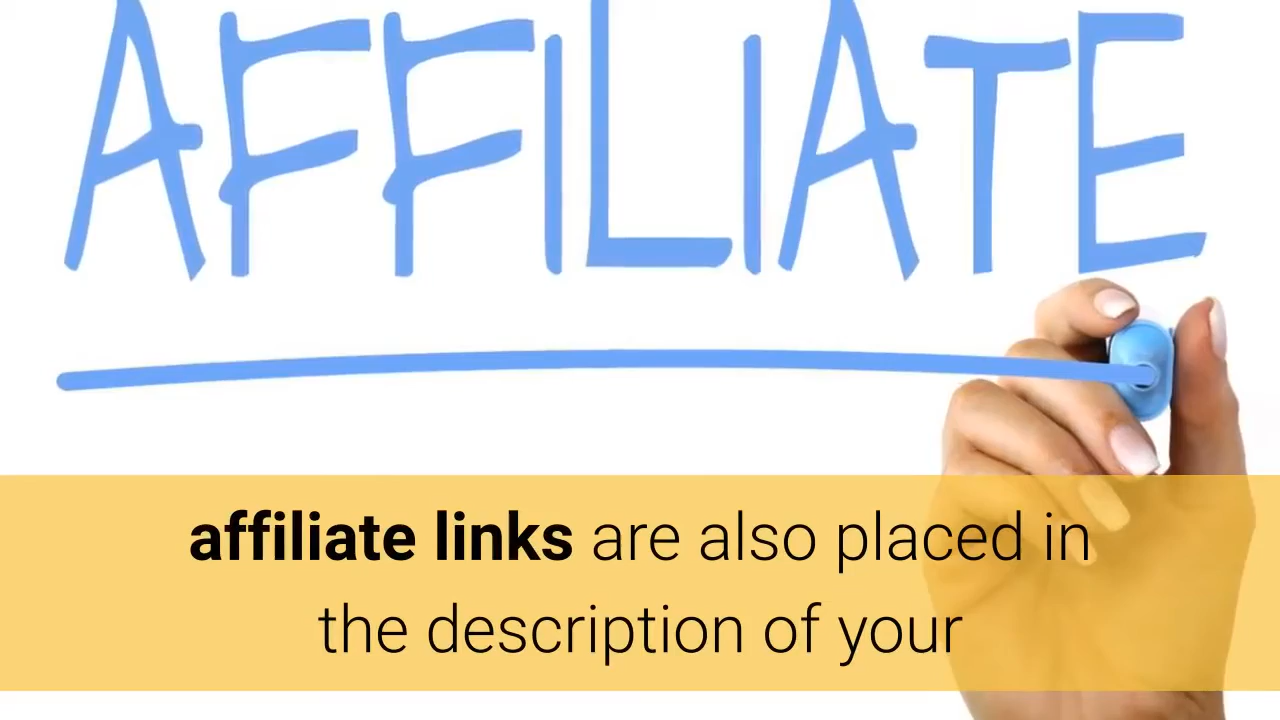 AFFILIATE
affiliate links are also placed in
the description of your